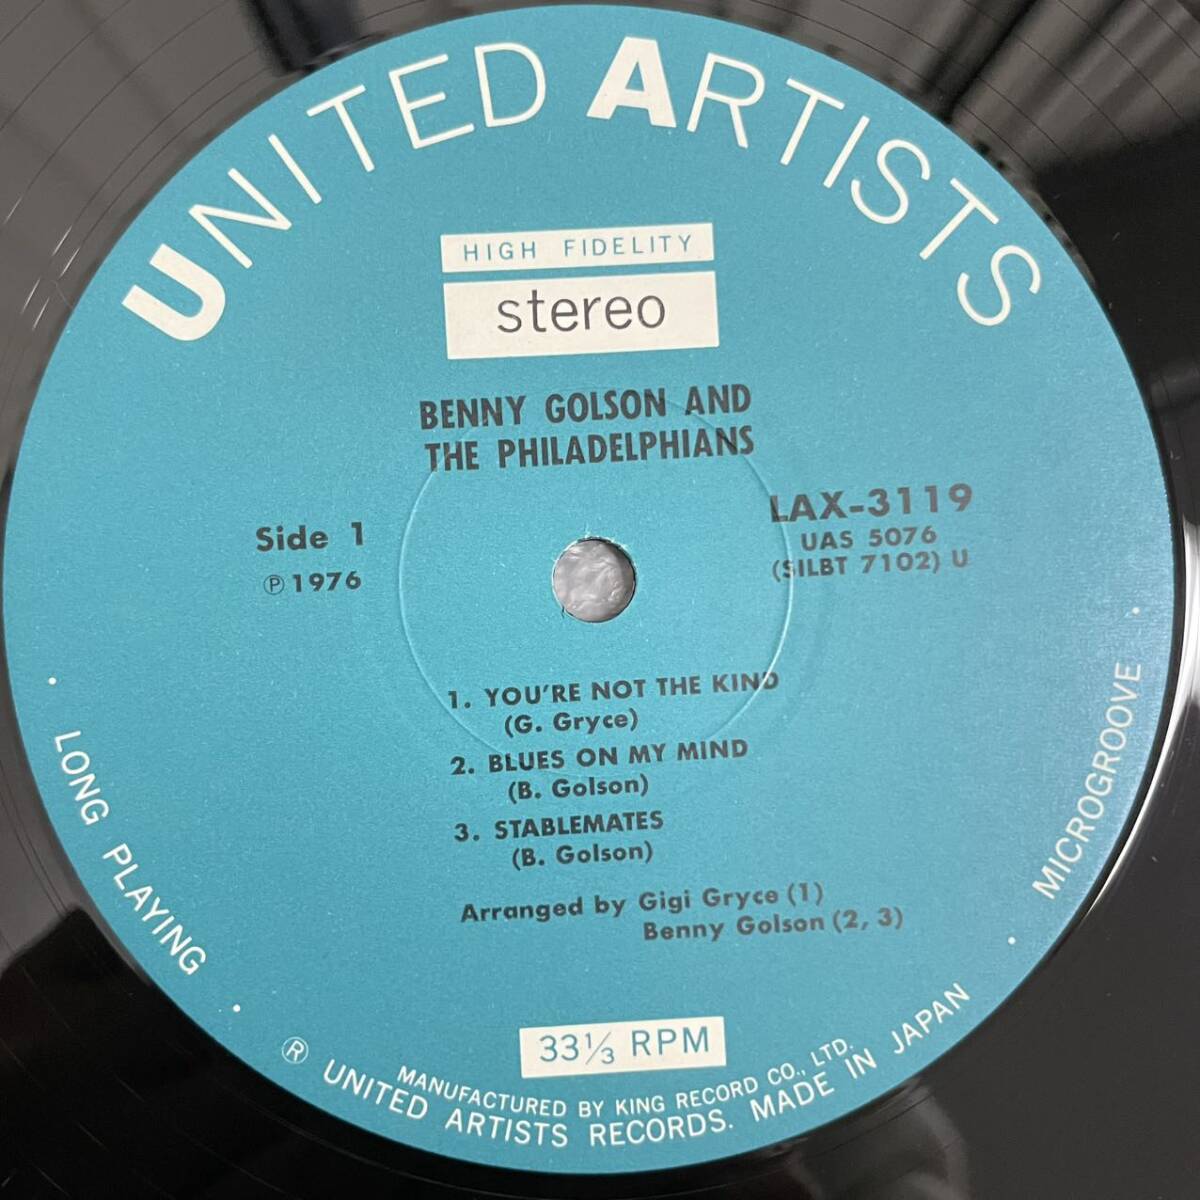 UNITED ARTISTS
HIGH FIDELITY
stereo
BENNY GOLSON AND
THE PHILADELPHIANS
Side 1
℗ 1976
LAX-3119
UAS 5076
(SILBT 7102) U
1. YOU'RE NOT THE KIND
(G. Gryce)
2. BLUES ON MY MIND
(B. Golson)
3. STABLEMATES
(B. Golson)
Arranged by Gigi Gryce (1)
Benny Golson (2, 3)
· LONG PLAYING ·
· MICROGROOVE ·
33 1/3 RPM
MANUFACTURED BY KING RECORD CO., LTD.
® UNITED ARTISTS RECORDS. MADE IN JAPAN